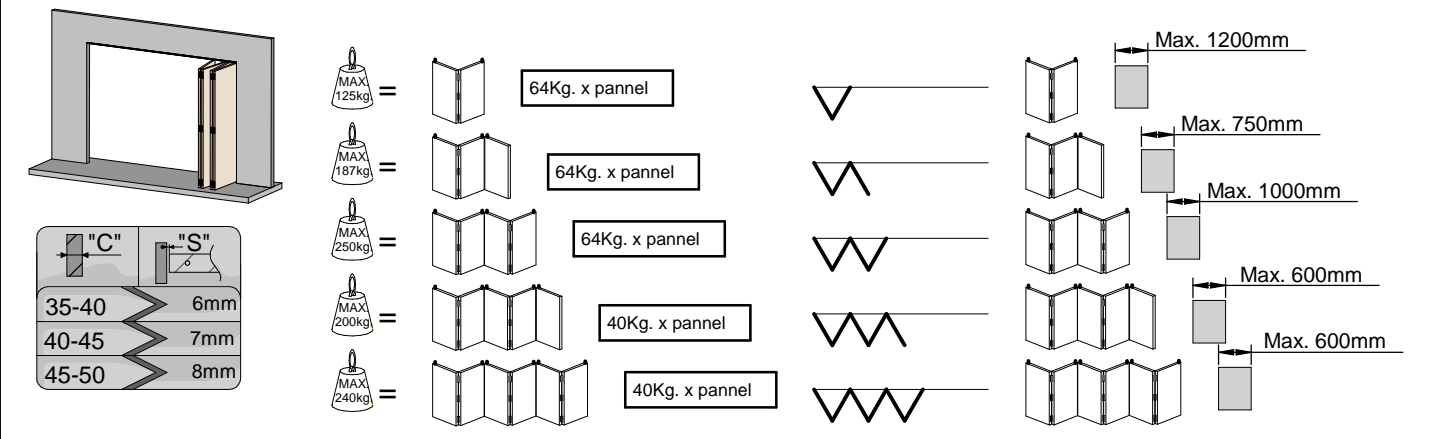 MAX.
125kg.
=
64Kg. x pannel
Max. 1200mm
MAX.
187kg.
=
64Kg. x pannel
Max. 750mm
MAX.
250kg.
=
64Kg. x pannel
Max. 1000mm
MAX.
200kg.
=
40Kg. x pannel
Max. 600mm
MAX.
240kg.
=
40Kg. x pannel
Max. 600mm
"C" "S"
35-40 6mm
40-45 7mm
45-50 8mm